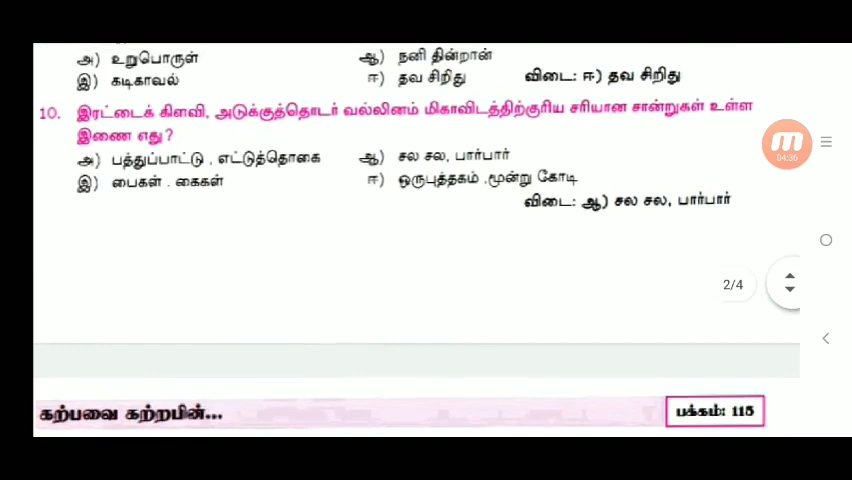 அ) உறுபொருள் ஆ) நனி தின்றான்
இ) கடிகாவல் ஈ) தவ சிறிது விடை: ஈ) தவ சிறிது
10. இரட்டைக் கிளவி, அடுக்குத்தொடர் வல்லினம் மிகாவிடத்திற்குரிய சரியான சான்றுகள் உள்ள
இணை எது?
அ) பத்துப்பாட்டு , எட்டுத்தொகை ஆ) சல சல, பார்பார்
இ) பைகள் . கைகள் ஈ) ஒருபுத்தகம் .மூன்று கோடி
விடை: ஆ) சல சல, பார்பார்
04:36
2/4
கற்பவை கற்றபின்... பக்கம்: 115